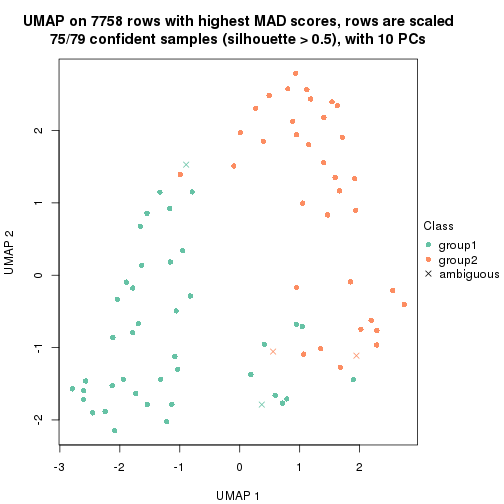 UMAP on 7758 rows with highest MAD scores, rows are scaled
75/79 confident samples (silhouette > 0.5), with 10 PCs
UMAP 2
2
1
0
-1
-2
-3
-2
-1
0
1
2
UMAP 1
Class
group1
group2
ambiguous